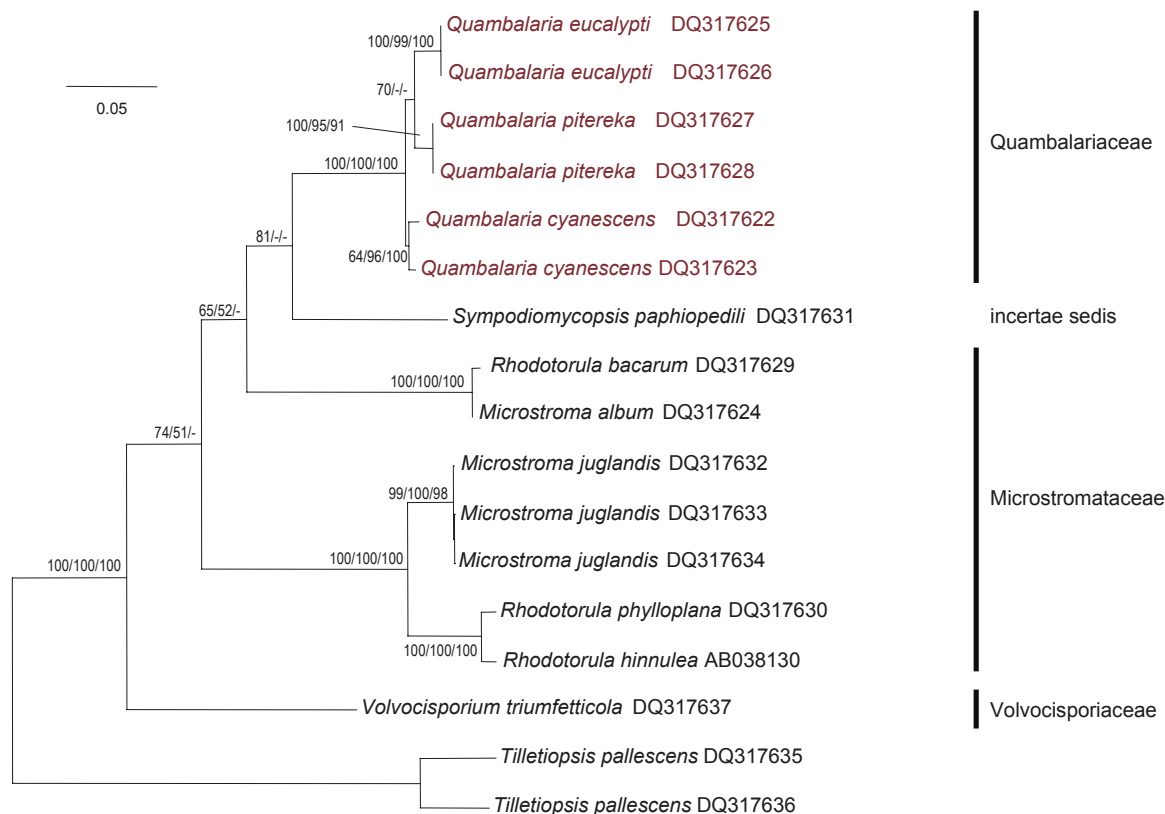 Quambalaria eucalypti DQ317625
100/99/100
Quambalaria eucalypti DQ317626
70/-/-
0.05
100/95/91
Quambalaria pitereka DQ317627
Quambalariaceae
100/100/100
Quambalaria pitereka DQ317628
Quambalaria cyanescens DQ317622
81/-/-
64/96/100
Quambalaria cyanescens DQ317623
65/52/-
Sympodiomycopsis paphiopedili DQ317631
incertae sedis
Rhodotorula bacarum DQ317629
100/100/100
Microstroma album DQ317624
74/51/-
Microstroma juglandis DQ317632
99/100/98
Microstromataceae
Microstroma juglandis DQ317633
100/100/100
Microstroma juglandis DQ317634
100/100/100
Rhodotorula phylloplana DQ317630
100/100/100
Rhodotorula hinnulea AB038130
Volvocisporium triumfetticola DQ317637
Volvocisporiaceae
Tilletiopsis pallescens DQ317635
Tilletiopsis pallescens DQ317636